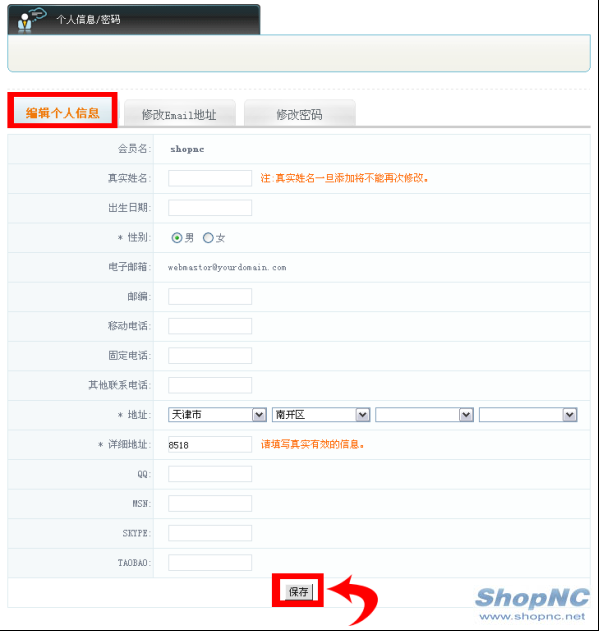 个人信息/密码
编辑个人信息 修改Email地址 修改密码
会员名: shopnc
真实姓名: 注:真实姓名一旦添加将不能再次修改。
出生日期:
* 性别: 男 女
电子邮箱: webmastor@yourdomain.com
邮编:
移动电话:
固定电话:
其他联系电话:
* 地址: 天津市 南开区
* 详细地址: 8518 请填写真实有效的信息。
QQ:
MSN:
SKYPE:
TAOBAO:
保存
ShopNC
www.shopnc.net